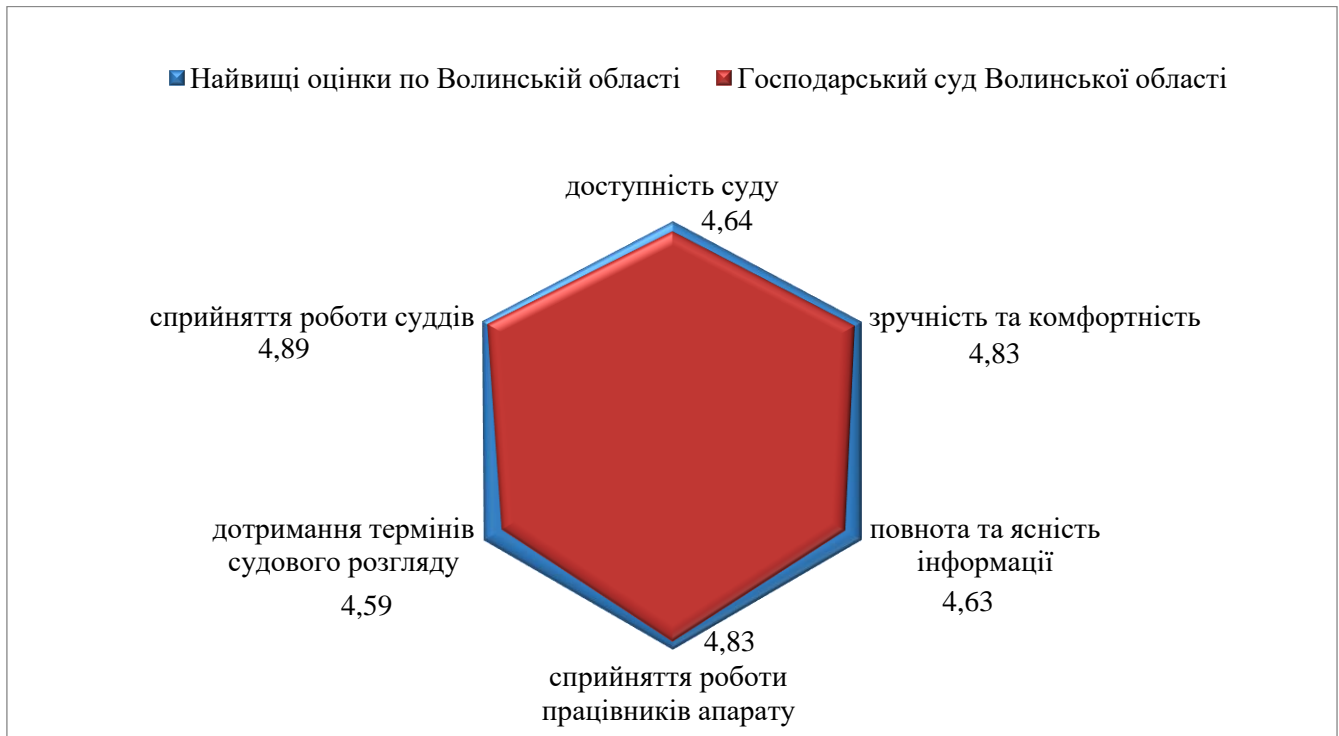 Найвищі оцінки по Волинській області Господарський суд Волинської області
доступність суду
4,64
сприйняття роботи суддів
4,89
зручність та комфортність
4,83
дотримання термінів
судового розгляду
4,59
повнота та ясність
інформації
4,63
4,83
сприйняття роботи
працівників апарату